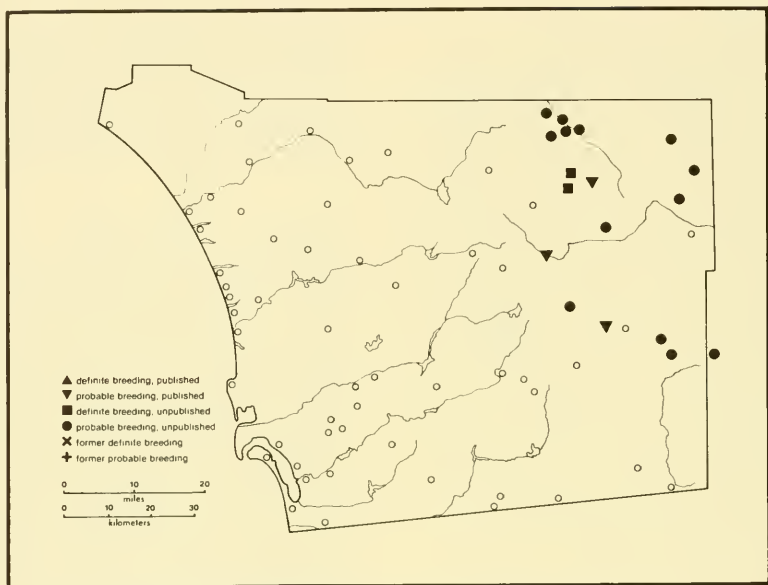 ▲ definite breeding, published
▼ probable breeding, published
■ definite breeding, unpublished
● probable breeding, unpublished
✕ former definite breeding
+ former probable breeding
0 10 20
miles
0 10 20 30
kilometers